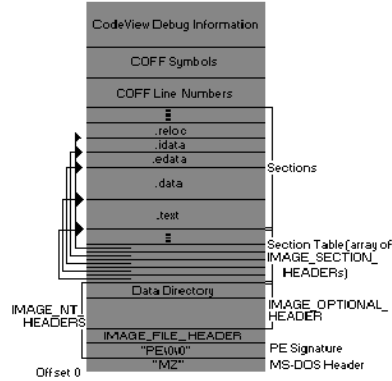 CodeView Debug Information
COFF Symbols
COFF Line Numbers
.reloc
.idata
.edata
.data
.text
Sections
Section Table (array of
IMAGE_SECTION_
HEADERs)
Data Directory
IMAGE_NT_
HEADERS
IMAGE_OPTIONAL_
HEADER
IMAGE_FILE_HEADER
"PE\0\0"
PE Signature
"MZ"
MS-DOS Header
Offset 0